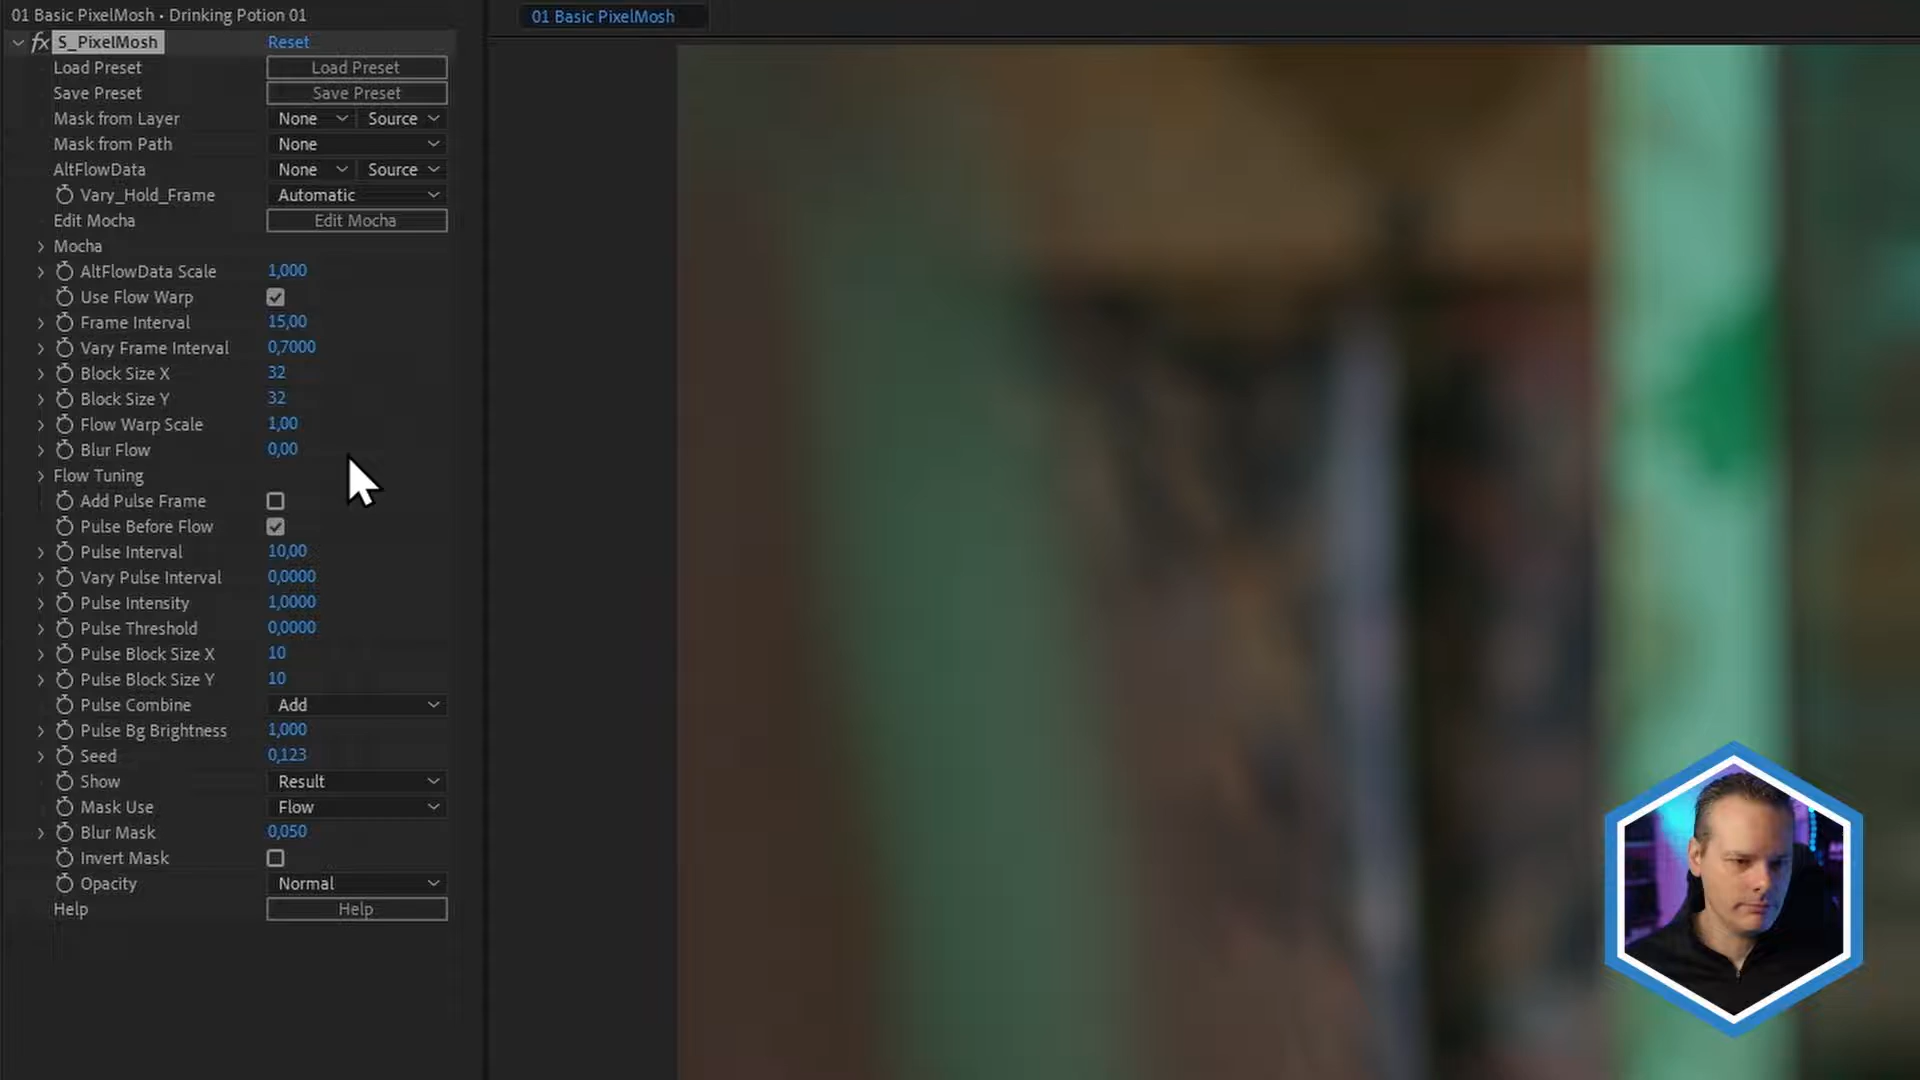 01 Basic PixelMosh • Drinking Potion 01
01 Basic PixelMosh
fx S_PixelMosh Reset
Load Preset Load Preset
Save Preset Save Preset
Mask from Layer None Source
Mask from Path None
AltFlowData None Source
Vary_Hold_Frame Automatic
Edit Mocha Edit Mocha
Mocha
AltFlowData Scale 1,000
Use Flow Warp
Frame Interval 15,00
Vary Frame Interval 0,7000
Block Size X 32
Block Size Y 32
Flow Warp Scale 1,00
Blur Flow 0,00
Flow Tuning
Add Pulse Frame
Pulse Before Flow
Pulse Interval 10,00
Vary Pulse Interval 0,0000
Pulse Intensity 1,0000
Pulse Threshold 0,0000
Pulse Block Size X 10
Pulse Block Size Y 10
Pulse Combine Add
Pulse Bg Brightness 1,000
Seed 0,123
Show Result
Mask Use Flow
Blur Mask 0,050
Invert Mask
Opacity Normal
Help Help